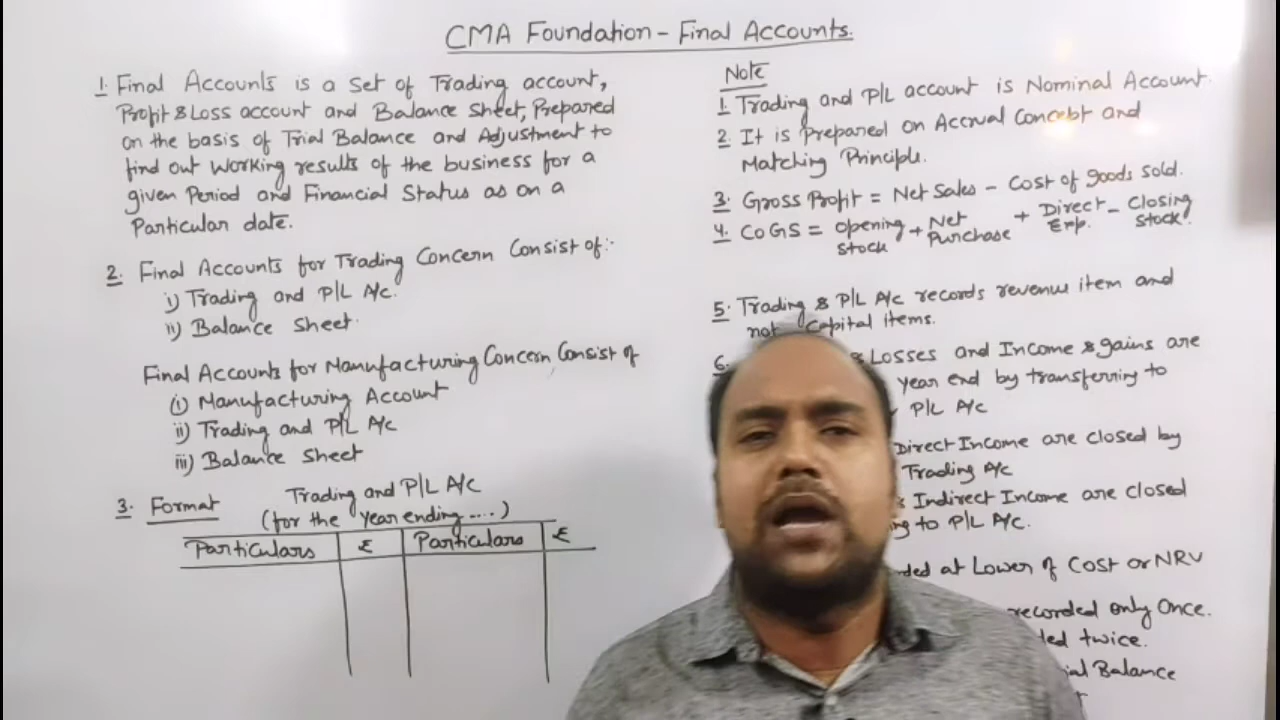 CMA Foundation - Final Accounts.
1. Final Accounts is a Set of Trading account,
Profit & Loss account and Balance Sheet, Prepared
on the basis of Trial Balance and Adjustment to
find out working results of the business for a
given Period and Financial Status as on a
Particular date.
2. Final Accounts for Trading Concern Consist of:-
i) Trading and P/L A/c.
ii) Balance Sheet.
Final Accounts for Manufacturing Concern, Consist of
(i) Manufacturing Account
ii) Trading and P/L A/c
iii) Balance Sheet
3. Format Trading and P/L A/c
(for the Year ending ....)
Particulars ₹ Particulars ₹
Note
1. Trading and P/L account is Nominal Account.
2. It is Prepared on Accrual Concept and
Matching Principle.
3. Gross Profit = Net Sales - Cost of goods sold.
4. COGS = Opening Stock + Net Purchase + Direct Exp. - Closing Stock.
5. Trading & P/L A/c records revenue item and
not Capital items.
6. & Losses and Income & gains are
year end by transferring to
P/L A/c
Direct Income are closed by
Trading A/c
Indirect Income are closed
to P/L A/c.
at Lower of Cost or NRV
recorded only Once.
twice.
Balance